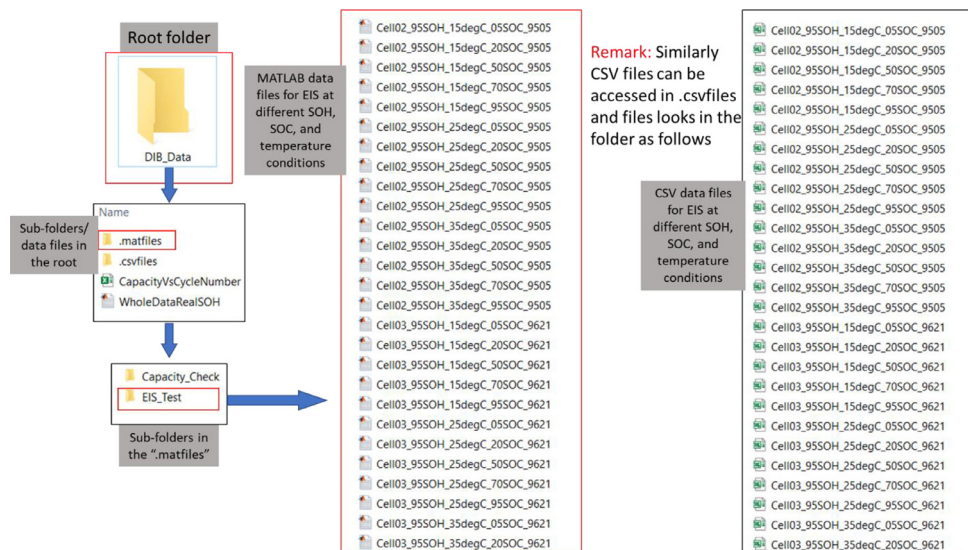 Root folder
DIB_Data
Sub-folders/
data files in
the root
Name
.matfiles
.csvfiles
CapacityVsCycleNumber
WholeDataRealSOH
Capacity_Check
EIS_Test
Sub-folders in
the ".matfiles"
MATLAB data
files for EIS at
different SOH,
SOC, and
temperature
conditions
Cell02_95SOH_15degC_05SOC_9505
Cell02_95SOH_15degC_20SOC_9505
Cell02_95SOH_15degC_50SOC_9505
Cell02_95SOH_15degC_70SOC_9505
Cell02_95SOH_15degC_95SOC_9505
Cell02_95SOH_25degC_05SOC_9505
Cell02_95SOH_25degC_20SOC_9505
Cell02_95SOH_25degC_50SOC_9505
Cell02_95SOH_25degC_70SOC_9505
Cell02_95SOH_25degC_95SOC_9505
Cell02_95SOH_35degC_05SOC_9505
Cell02_95SOH_35degC_20SOC_9505
Cell02_95SOH_35degC_50SOC_9505
Cell02_95SOH_35degC_70SOC_9505
Cell02_95SOH_35degC_95SOC_9505
Cell03_95SOH_15degC_05SOC_9621
Cell03_95SOH_15degC_20SOC_9621
Cell03_95SOH_15degC_50SOC_9621
Cell03_95SOH_15degC_70SOC_9621
Cell03_95SOH_15degC_95SOC_9621
Cell03_95SOH_25degC_05SOC_9621
Cell03_95SOH_25degC_20SOC_9621
Cell03_95SOH_25degC_50SOC_9621
Cell03_95SOH_25degC_70SOC_9621
Cell03_95SOH_25degC_95SOC_9621
Cell03_95SOH_35degC_05SOC_9621
Cell03_95SOH_35degC_20SOC_9621
Remark: Similarly
CSV files can be
accessed in .csvfiles
and files looks in the
folder as follows
CSV data files
for EIS at
different SOH,
SOC, and
temperature
conditions
Cell02_95SOH_15degC_05SOC_9505
Cell02_95SOH_15degC_20SOC_9505
Cell02_95SOH_15degC_50SOC_9505
Cell02_95SOH_15degC_70SOC_9505
Cell02_95SOH_15degC_95SOC_9505
Cell02_95SOH_25degC_05SOC_9505
Cell02_95SOH_25degC_20SOC_9505
Cell02_95SOH_25degC_50SOC_9505
Cell02_95SOH_25degC_70SOC_9505
Cell02_95SOH_25degC_95SOC_9505
Cell02_95SOH_35degC_05SOC_9505
Cell02_95SOH_35degC_20SOC_9505
Cell02_95SOH_35degC_50SOC_9505
Cell02_95SOH_35degC_70SOC_9505
Cell02_95SOH_35degC_95SOC_9505
Cell03_95SOH_15degC_05SOC_9621
Cell03_95SOH_15degC_20SOC_9621
Cell03_95SOH_15degC_50SOC_9621
Cell03_95SOH_15degC_70SOC_9621
Cell03_95SOH_15degC_95SOC_9621
Cell03_95SOH_25degC_05SOC_9621
Cell03_95SOH_25degC_20SOC_9621
Cell03_95SOH_25degC_50SOC_9621
Cell03_95SOH_25degC_70SOC_9621
Cell03_95SOH_25degC_95SOC_9621
Cell03_95SOH_35degC_05SOC_9621
Cell03_95SOH_35degC_20SOC_9621